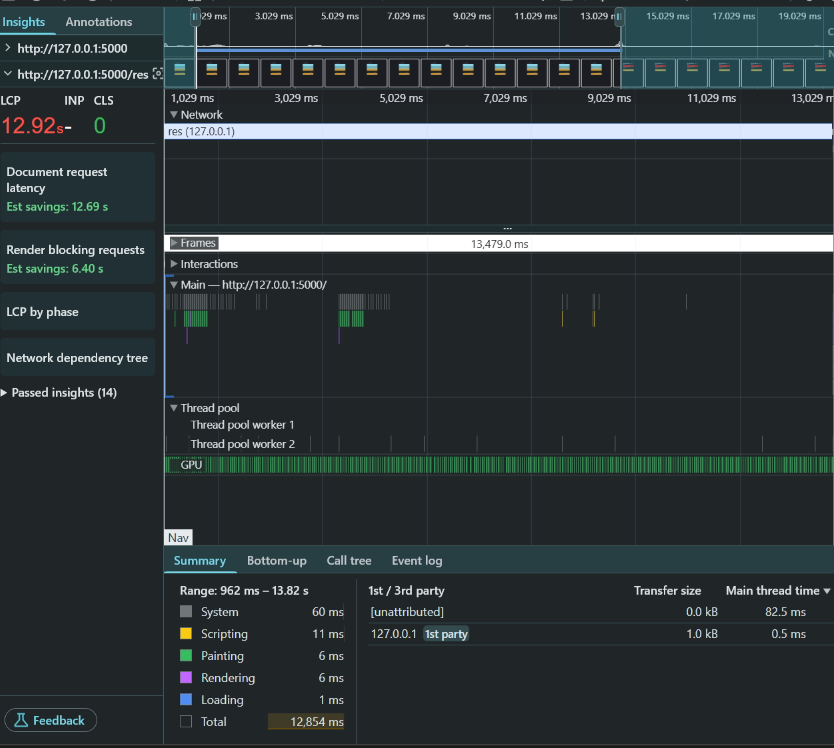 Insights Annotations
http://127.0.0.1:5000
http://127.0.0.1:5000/res
LCP INP CLS
12.92s - 0
Document request
latency
Est savings: 12.69 s
Render blocking requests
Est savings: 6.40 s
LCP by phase
Network dependency tree
Passed insights (14)
Feedback
029 ms 3.029 ms 5.029 ms 7.029 ms 9.029 ms 11.029 ms 13.029 15.029 ms 17.029 ms 19.029 ms
C
N
1,029 ms 3,029 ms 5,029 ms 7,029 ms 9,029 ms 11,029 ms 13,029 m
Network
res (127.0.0.1)
...
Frames 13,479.0 ms
Interactions
Main — http://127.0.0.1:5000/
Thread pool
Thread pool worker 1
Thread pool worker 2
GPU
Nav
Summary Bottom-up Call tree Event log
Range: 962 ms – 13.82 s
System 60 ms
Scripting 11 ms
Painting 6 ms
Rendering 6 ms
Loading 1 ms
Total 12,854 ms
1st / 3rd party Transfer size Main thread time
[unattributed] 0.0 kB 82.5 ms
127.0.0.1 1st party 1.0 kB 0.5 ms